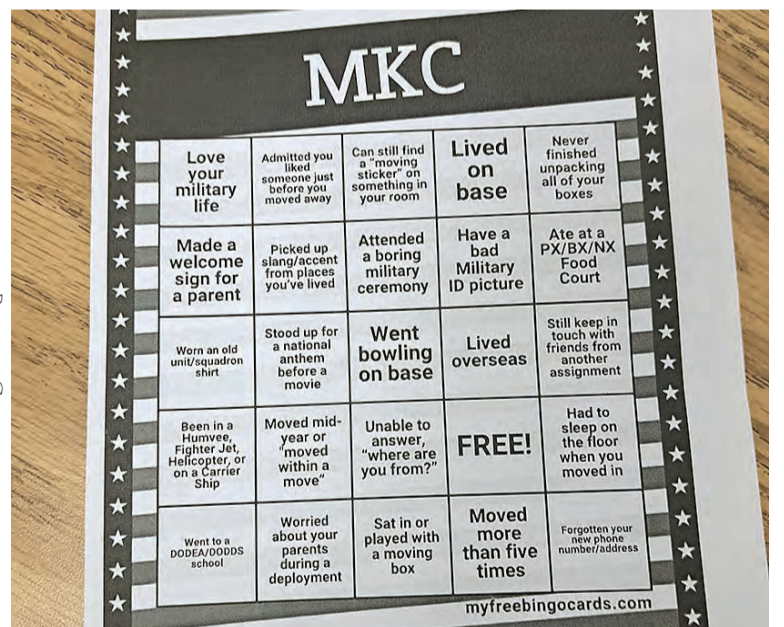 MKC
Love
your
military
life
Admitted you
liked
someone just
before you
moved away
Can still find
a "moving
sticker" on
something in
your room
Lived
on
base
Never
finished
unpacking
all of your
boxes
Made a
welcome
sign for
a parent
Picked up
slang/accent
from places
you've lived
Attended
a boring
military
ceremony
Have a
bad
Military
ID picture
Ate at a
PX/BX/NX
Food
Court
Worn an old
unit/squadron
shirt
Stood up for
a national
anthem
before a
movie
Went
bowling
on base
Lived
overseas
Still keep in
touch with
friends from
another
assignment
Been in a
Humvee,
Fighter Jet,
Helicopter, or
on a Carrier
Ship
Moved mid-
year or
"moved
within a
move"
Unable to
answer,
"where are
you from?"
FREE!
Had to
sleep on
the floor
when you
moved in
Went to a
DODEA/DODDS
school
Worried
about your
parents
during a
deployment
Sat in or
played with
a moving
box
Moved
more
than five
times
Forgotten your
new phone
number/address
myfreebingocards.com